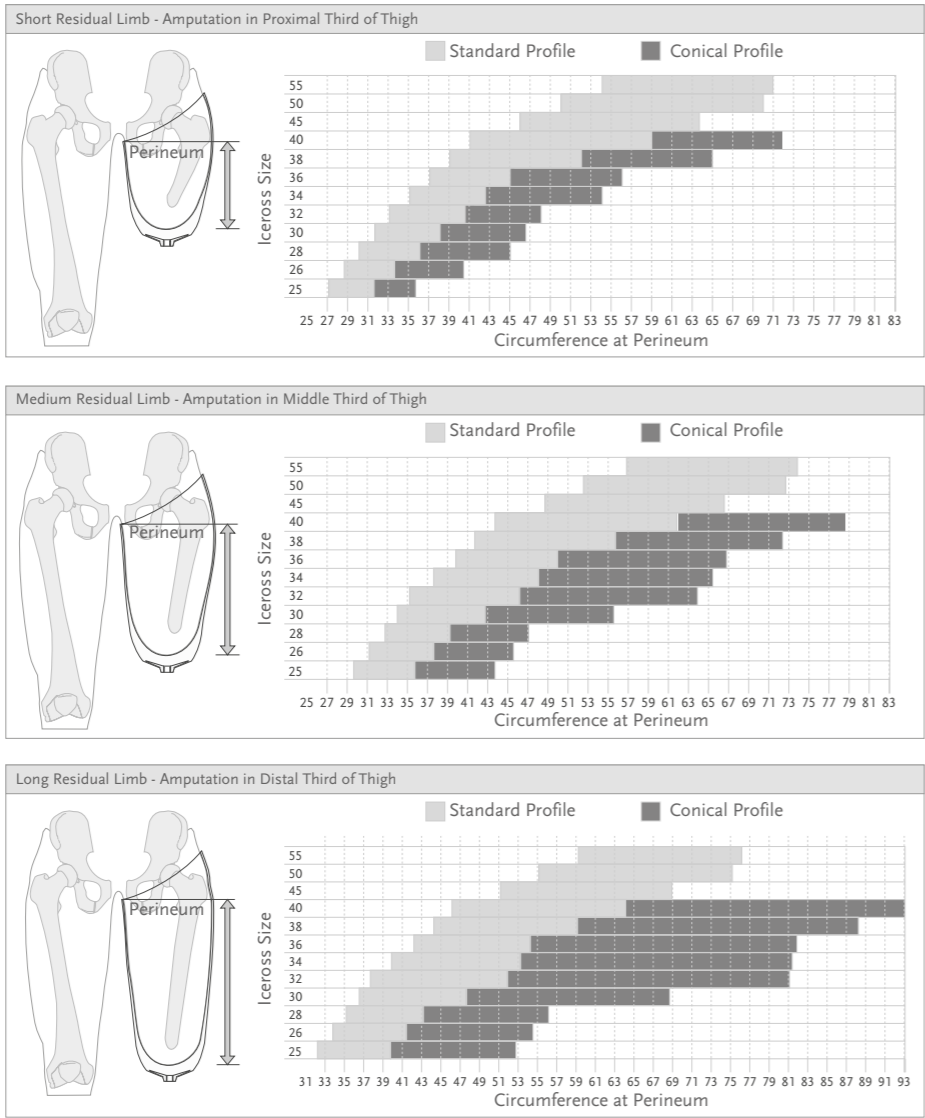 Short Residual Limb - Amputation in Proximal Third of Thigh
Standard Profile Conical Profile
Perineum
Iceross Size
55
50
45
40
38
36
34
32
30
28
26
25
25 27 29 31 33 35 37 39 41 43 45 47 49 51 53 55 57 59 61 63 65 67 69 71 73 75 77 79 81 83
Circumference at Perineum
Medium Residual Limb - Amputation in Middle Third of Thigh
Standard Profile Conical Profile
Perineum
Iceross Size
55
50
45
40
38
36
34
32
30
28
26
25
25 27 29 31 33 35 37 39 41 43 45 47 49 51 53 55 57 59 61 63 65 67 69 71 73 75 77 79 81 83
Circumference at Perineum
Long Residual Limb - Amputation in Distal Third of Thigh
Standard Profile Conical Profile
Perineum
Iceross Size
55
50
45
40
38
36
34
32
30
28
26
25
31 33 35 37 39 41 43 45 47 49 51 53 55 57 59 61 63 65 67 69 71 73 75 77 79 81 83 85 87 89 91 93
Circumference at Perineum